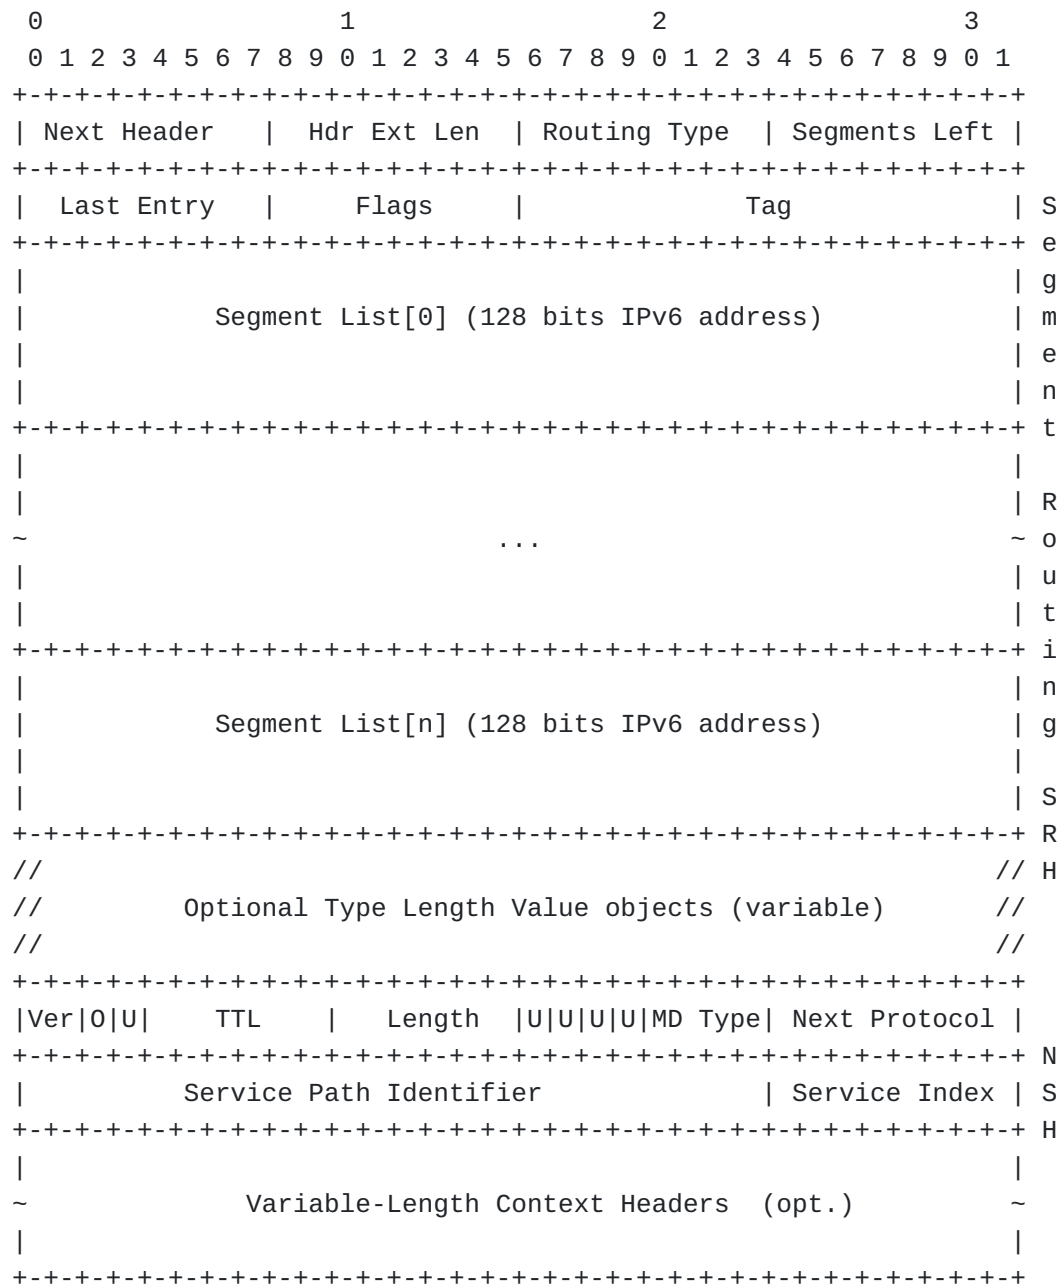 0                   1                   2                   3
 0 1 2 3 4 5 6 7 8 9 0 1 2 3 4 5 6 7 8 9 0 1 2 3 4 5 6 7 8 9 0 1
+-+-+-+-+-+-+-+-+-+-+-+-+-+-+-+-+-+-+-+-+-+-+-+-+-+-+-+-+-+-+-+-+
| Next Header   |  Hdr Ext Len  | Routing Type  | Segments Left |
+-+-+-+-+-+-+-+-+-+-+-+-+-+-+-+-+-+-+-+-+-+-+-+-+-+-+-+-+-+-+-+-+
|  Last Entry   |     Flags     |              Tag              | S
+-+-+-+-+-+-+-+-+-+-+-+-+-+-+-+-+-+-+-+-+-+-+-+-+-+-+-+-+-+-+-+-+ e
|                                                               | g
|            Segment List[0] (128 bits IPv6 address)            | m
|                                                               | e
|                                                               | n
+-+-+-+-+-+-+-+-+-+-+-+-+-+-+-+-+-+-+-+-+-+-+-+-+-+-+-+-+-+-+-+-+ t
|                                                               |
|                                                               | R
~                              ...                              ~ o
|                                                               | u
|                                                               | t
+-+-+-+-+-+-+-+-+-+-+-+-+-+-+-+-+-+-+-+-+-+-+-+-+-+-+-+-+-+-+-+-+ i
|                                                               | n
|            Segment List[n] (128 bits IPv6 address)            | g
|                                                               |
|                                                               | S
+-+-+-+-+-+-+-+-+-+-+-+-+-+-+-+-+-+-+-+-+-+-+-+-+-+-+-+-+-+-+-+-+ R
//                                                             // H
//         Optional Type Length Value objects (variable)       //
//                                                             //
+-+-+-+-+-+-+-+-+-+-+-+-+-+-+-+-+-+-+-+-+-+-+-+-+-+-+-+-+-+-+-+-+
|Ver|O|U|    TTL    |   Length  |U|U|U|U|MD Type| Next Protocol |
+-+-+-+-+-+-+-+-+-+-+-+-+-+-+-+-+-+-+-+-+-+-+-+-+-+-+-+-+-+-+-+-+ N
|          Service Path Identifier              | Service Index | S
+-+-+-+-+-+-+-+-+-+-+-+-+-+-+-+-+-+-+-+-+-+-+-+-+-+-+-+-+-+-+-+-+ H
|                                                               |
~              Variable-Length Context Headers  (opt.)          ~
|                                                               |
+-+-+-+-+-+-+-+-+-+-+-+-+-+-+-+-+-+-+-+-+-+-+-+-+-+-+-+-+-+-+-+-+